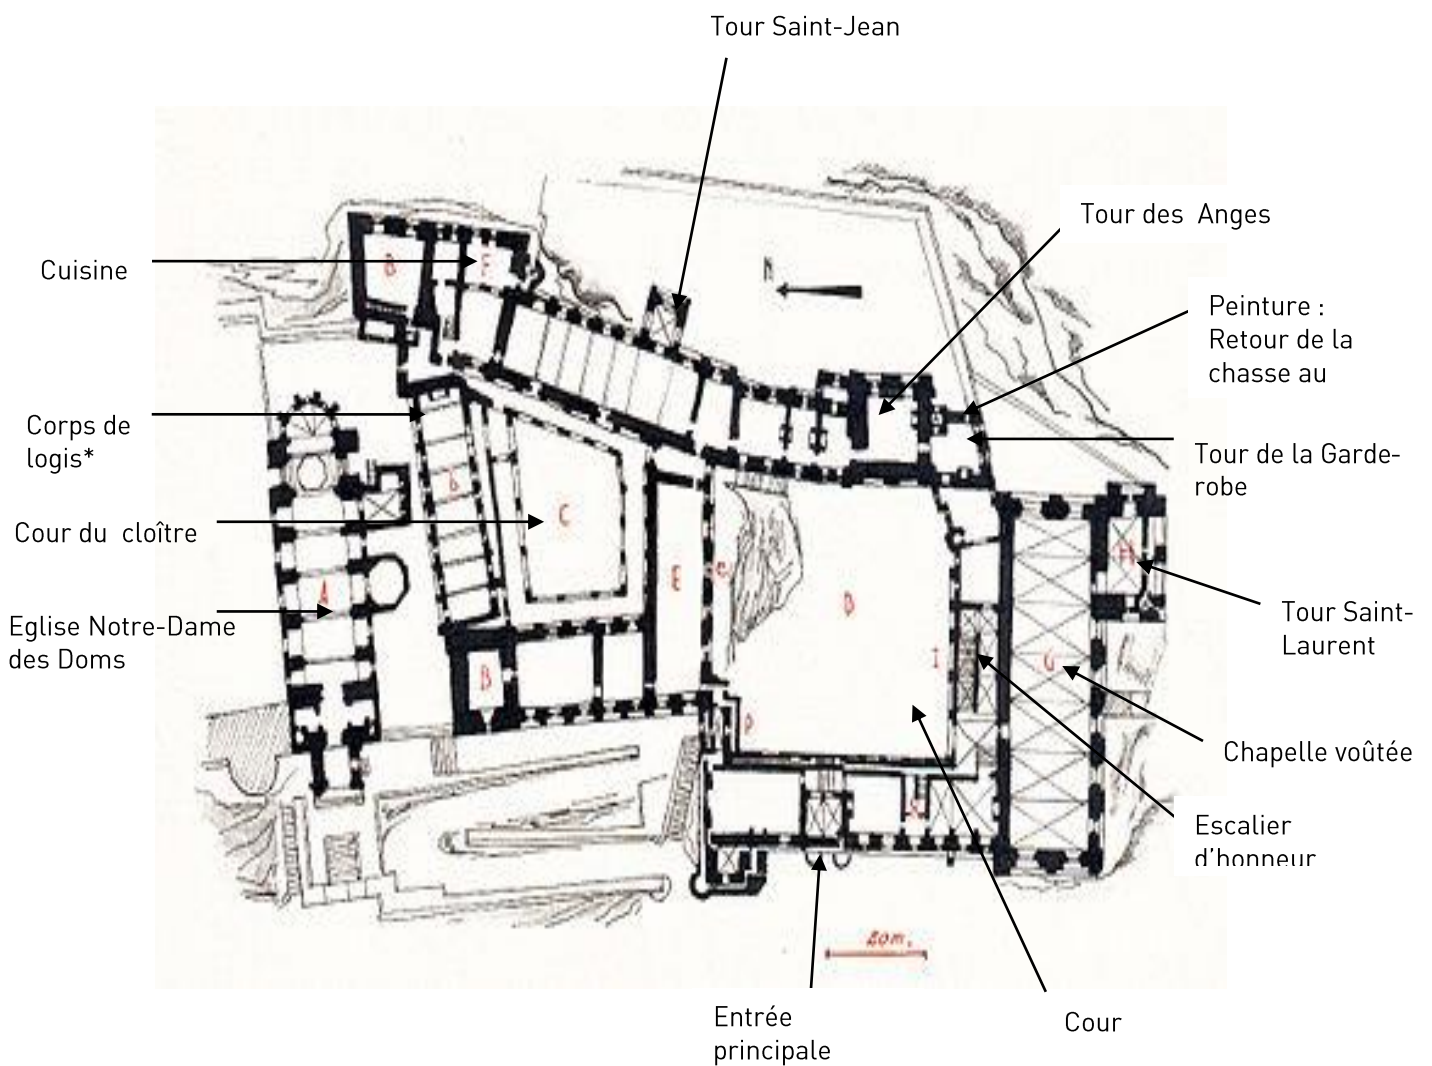 Tour Saint-Jean
Tour des Anges
Cuisine
Peinture :
Retour de la
chasse au
Corps de
logis*
Tour de la Garde-
robe
Cour du cloître
Eglise Notre-Dame
des Doms
Tour Saint-
Laurent
Chapelle voûtée
Escalier
d'honneur
Entrée
principale
Cour
N
B
F
C
A
E
e
D
I
G
H
B
P
20m.